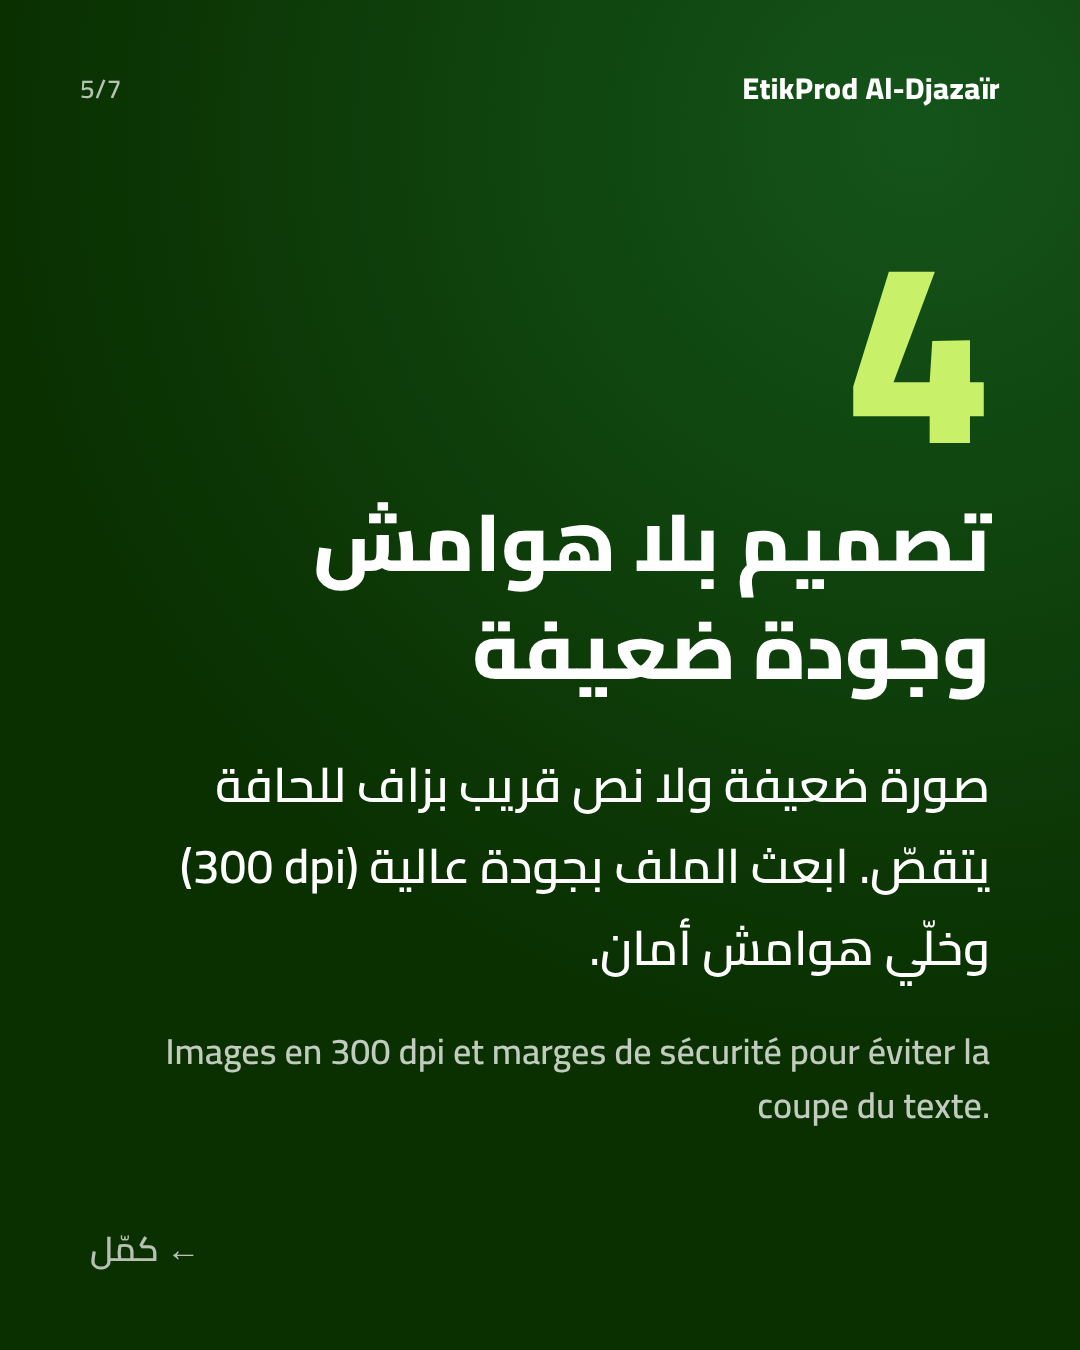 EtikProd Al-Djazaïr
5/7
4
تصميم بلا هوامش
وجودة ضعيفة
صورة ضعيفة ولا نص قريب بزاف للحافة
يتقصّ. ابعث الملف بجودة عالية (300 dpi)
وخلّي هوامش أمان.
Images en 300 dpi et marges de sécurité pour éviter la
coupe du texte.
← كمّل